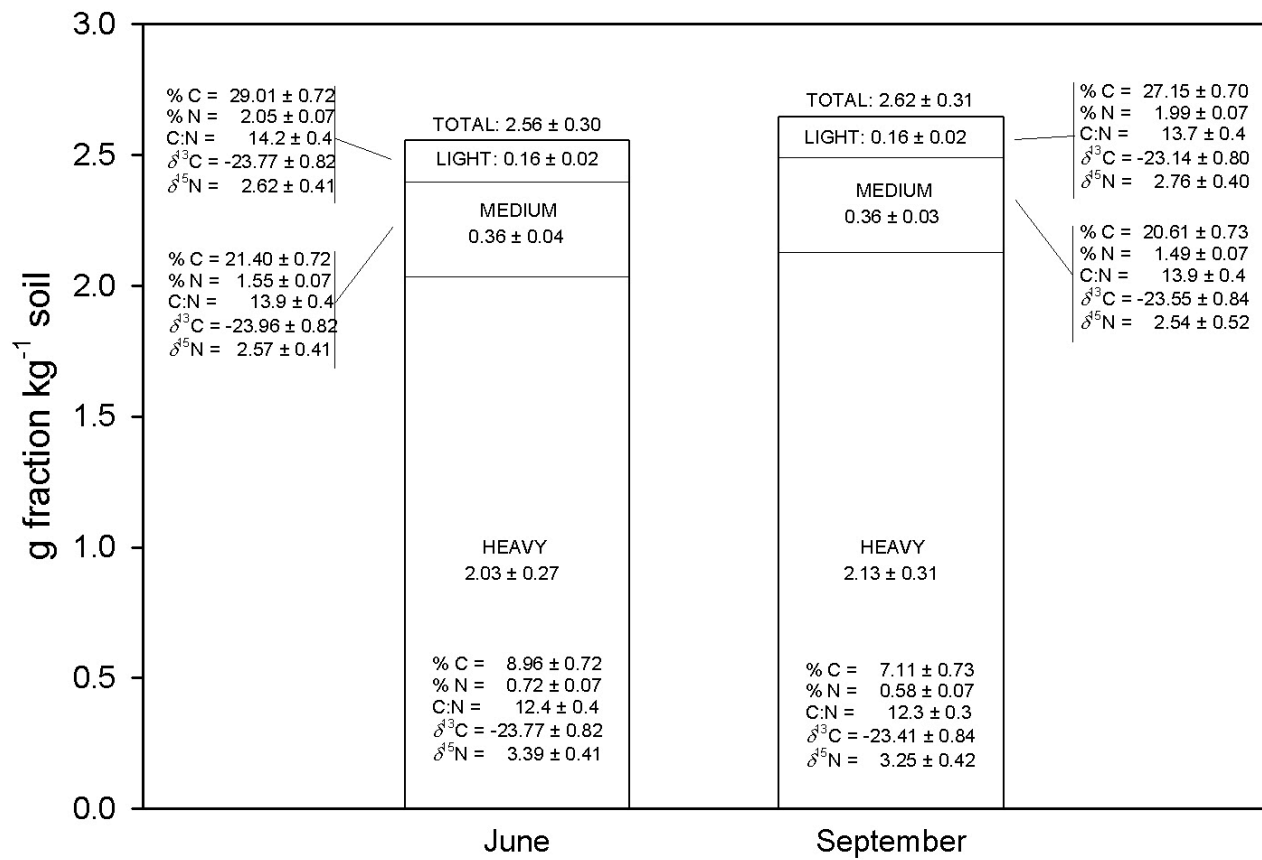 g fraction kg⁻¹ soil
3.0
2.5
2.0
1.5
1.0
0.5
0.0
% C = 29.01 ± 0.72
% N = 2.05 ± 0.07
C:N = 14.2 ± 0.4
δ¹³C = -23.77 ± 0.82
δ¹⁵N = 2.62 ± 0.41
% C = 21.40 ± 0.72
% N = 1.55 ± 0.07
C:N = 13.9 ± 0.4
δ¹³C = -23.96 ± 0.82
δ¹⁵N = 2.57 ± 0.41
TOTAL: 2.56 ± 0.30
LIGHT: 0.16 ± 0.02
MEDIUM
0.36 ± 0.04
HEAVY
2.03 ± 0.27
% C = 8.96 ± 0.72
% N = 0.72 ± 0.07
C:N = 12.4 ± 0.4
δ¹³C = -23.77 ± 0.82
δ¹⁵N = 3.39 ± 0.41
TOTAL: 2.62 ± 0.31
LIGHT: 0.16 ± 0.02
MEDIUM
0.36 ± 0.03
HEAVY
2.13 ± 0.31
% C = 7.11 ± 0.73
% N = 0.58 ± 0.07
C:N = 12.3 ± 0.3
δ¹³C = -23.41 ± 0.84
δ¹⁵N = 3.25 ± 0.42
% C = 27.15 ± 0.70
% N = 1.99 ± 0.07
C:N = 13.7 ± 0.4
δ¹³C = -23.14 ± 0.80
δ¹⁵N = 2.76 ± 0.40
% C = 20.61 ± 0.73
% N = 1.49 ± 0.07
C:N = 13.9 ± 0.4
δ¹³C = -23.55 ± 0.84
δ¹⁵N = 2.54 ± 0.52
June
September